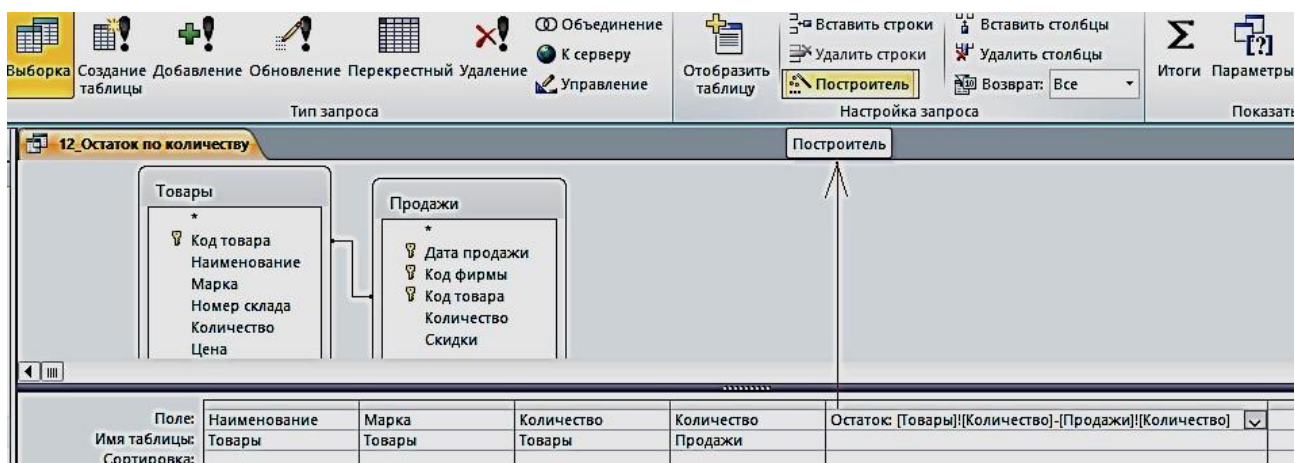 Выборка
Создание таблицы
Добавление
Обновление
Перекрестный
Удаление
Объединение
К серверу
Управление
Тип запроса
Отобразить таблицу
Вставить строки
Удалить строки
Построитель
Вставить столбцы
Удалить столбцы
Возврат: Все
Настройка запроса
Итоги
Параметры
Показать
12_Остаток по количеству
Построитель
Товары
*
Код товара
Наименование
Марка
Номер склада
Количество
Цена
Продажи
*
Дата продажи
Код фирмы
Код товара
Количество
Скидки
Поле: Наименование Марка Количество Количество Остаток: [Товары]![Количество]-[Продажи]![Количество]
Имя таблицы: Товары Товары Товары Продажи
Сортировка: